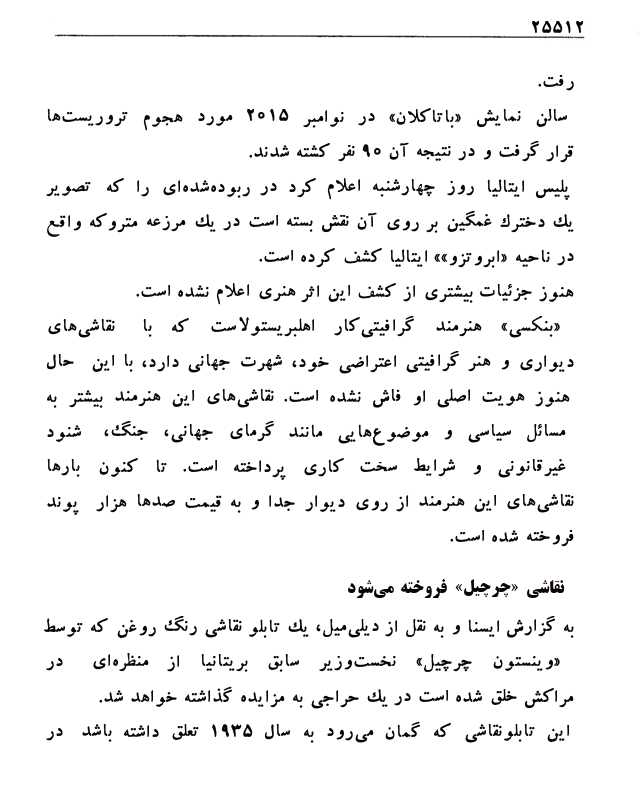 ۲۵۵۱۲
رفت.
سالن نمایش «باتاکلان» در نوامبر ۲۰۱۵ مورد هجوم تروریست‌ها
قرار گرفت و در نتیجه آن ۹۰ نفر کشته شدند.
پلیس ایتالیا روز چهارشنبه اعلام کرد در ربوده‌شده‌ای را که تصویر
یك دخترك غمگین بر روی آن نقش بسته است در یك مزرعه متروکه واقع
در ناحیه «ابروتزو»» ایتالیا کشف کرده است.
هنوز جزئیات بیشتری از کشف این اثر هنری اعلام نشده است.
«بنکسی» هنرمند گرافیتی‌کار اهلبریستولاست که با نقاشی‌های
دیواری و هنر گرافیتی اعتراضی خود، شهرت جهانی دارد، با این حال
هنوز هویت اصلی او فاش نشده است. نقاشی‌های این هنرمند بیشتر به
مسائل سیاسی و موضوع‌هایی مانند گرمای جهانی، جنگ، شنود
غیرقانونی و شرایط سخت کاری پرداخته است. تا کنون بارها
نقاشی‌های این هنرمند از روی دیوار جدا و به قیمت صدها هزار پوند
فروخته شده است.
نقاشی «چرچیل» فروخته می‌شود
به گزارش ایسنا و به نقل از دیلی‌میل، یك تابلو نقاشی رنگ روغن که توسط
«وینستون چرچیل» نخست‌وزیر سابق بریتانیا از منظره‌ای در
مراکش خلق شده است در یك حراجی به مزایده گذاشته خواهد شد.
این تابلونقاشی که گمان می‌رود به سال ۱۹۳۵ تعلق داشته باشد در